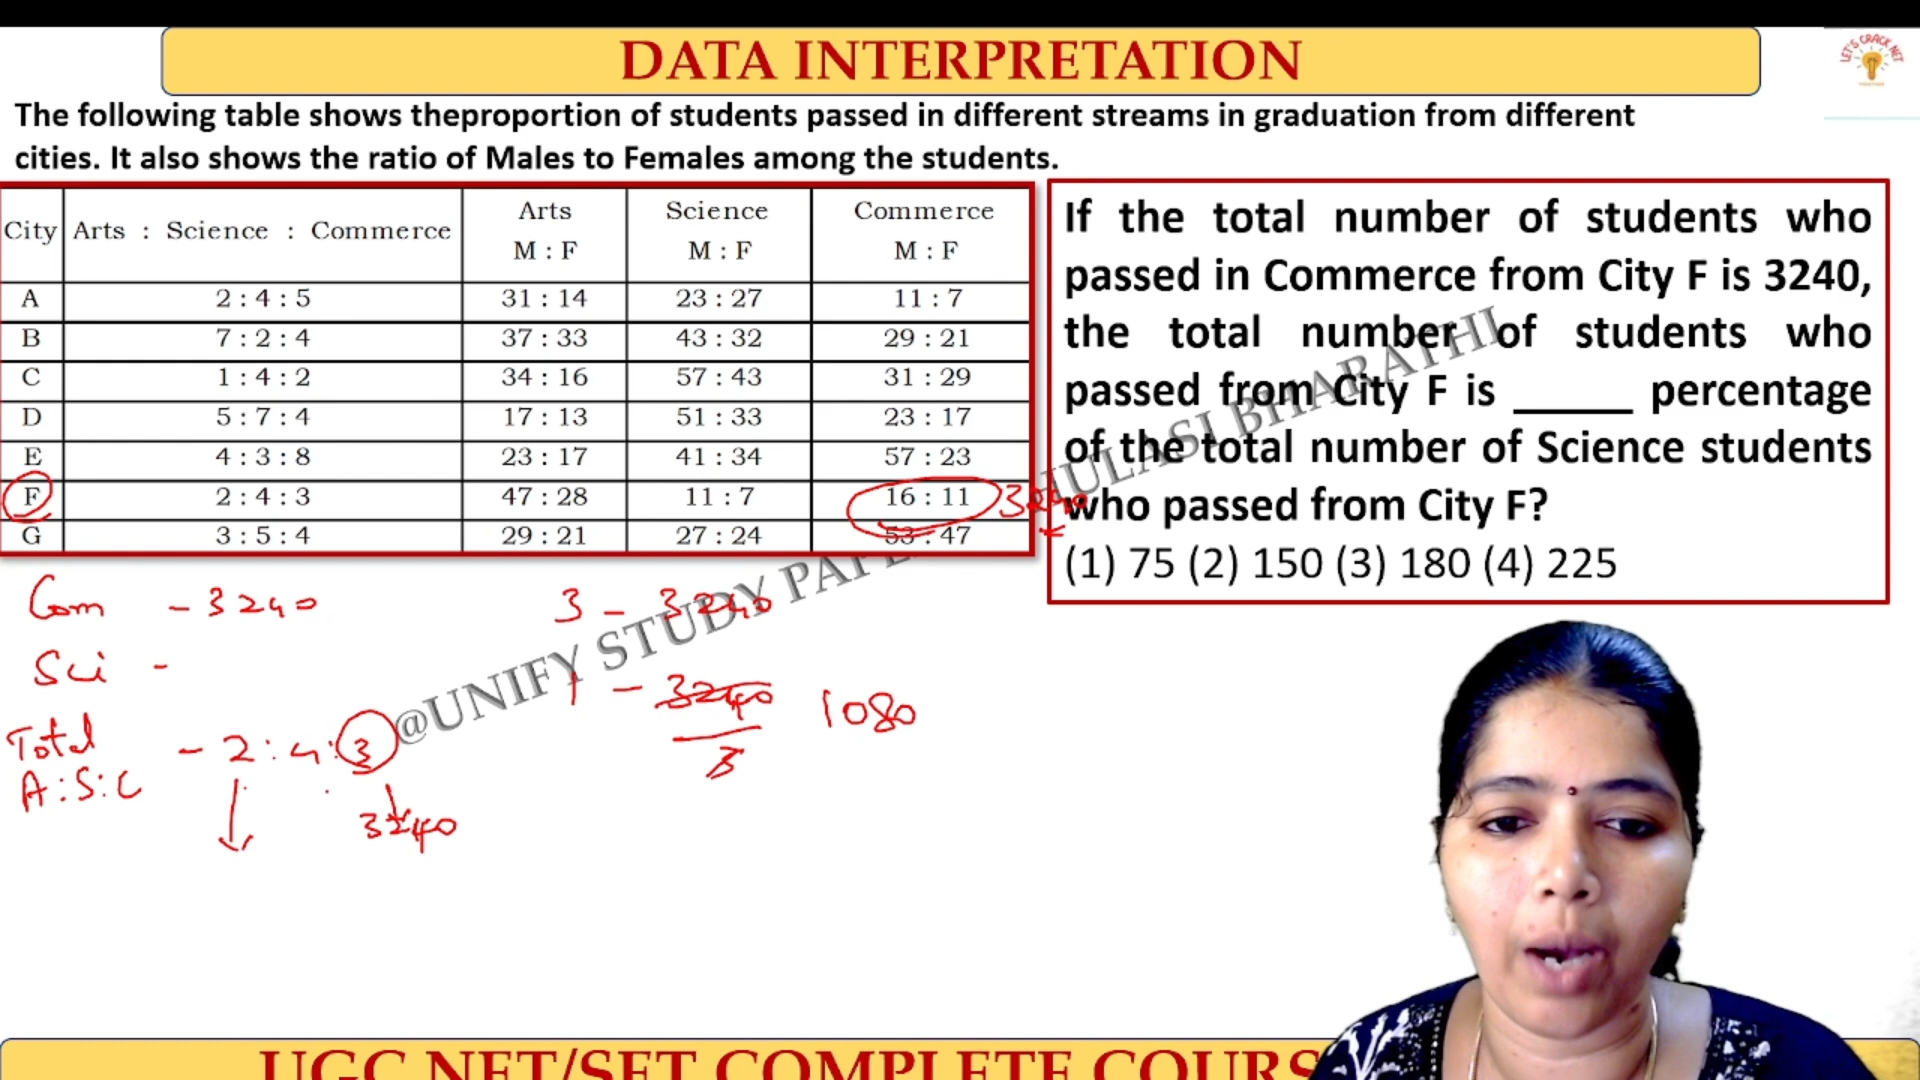 DATA INTERPRETATION
LET'S CRACK NET
The following table shows theproportion of students passed in different streams in graduation from different
cities. It also shows the ratio of Males to Females among the students.
City Arts : Science : Commerce Arts M : F Science M : F Commerce M : F
A 2 : 4 : 5 31 : 14 23 : 27 11 : 7
B 7 : 2 : 4 37 : 33 43 : 32 29 : 21
C 1 : 4 : 2 34 : 16 57 : 43 31 : 29
D 5 : 7 : 4 17 : 13 51 : 33 23 : 17
E 4 : 3 : 8 23 : 17 41 : 34 57 : 23
F 2 : 4 : 3 47 : 28 11 : 7 16 : 11 3240
G 3 : 5 : 4 29 : 21 27 : 24 53 : 47
If the total number of students who
passed in Commerce from City F is 3240,
the total number of students who
passed from City F is _____ percentage
of the total number of Science students
who passed from City F?
(1) 75 (2) 150 (3) 180 (4) 225
@UNIFY STUDY HULASI BHARATHI
Com - 3240
Sci -
Total - 2 : 4 : 3
A : S : C
3240
3 - 3240
1 - 3240
3
1080
UGC NET/SET COMPLETE COURS